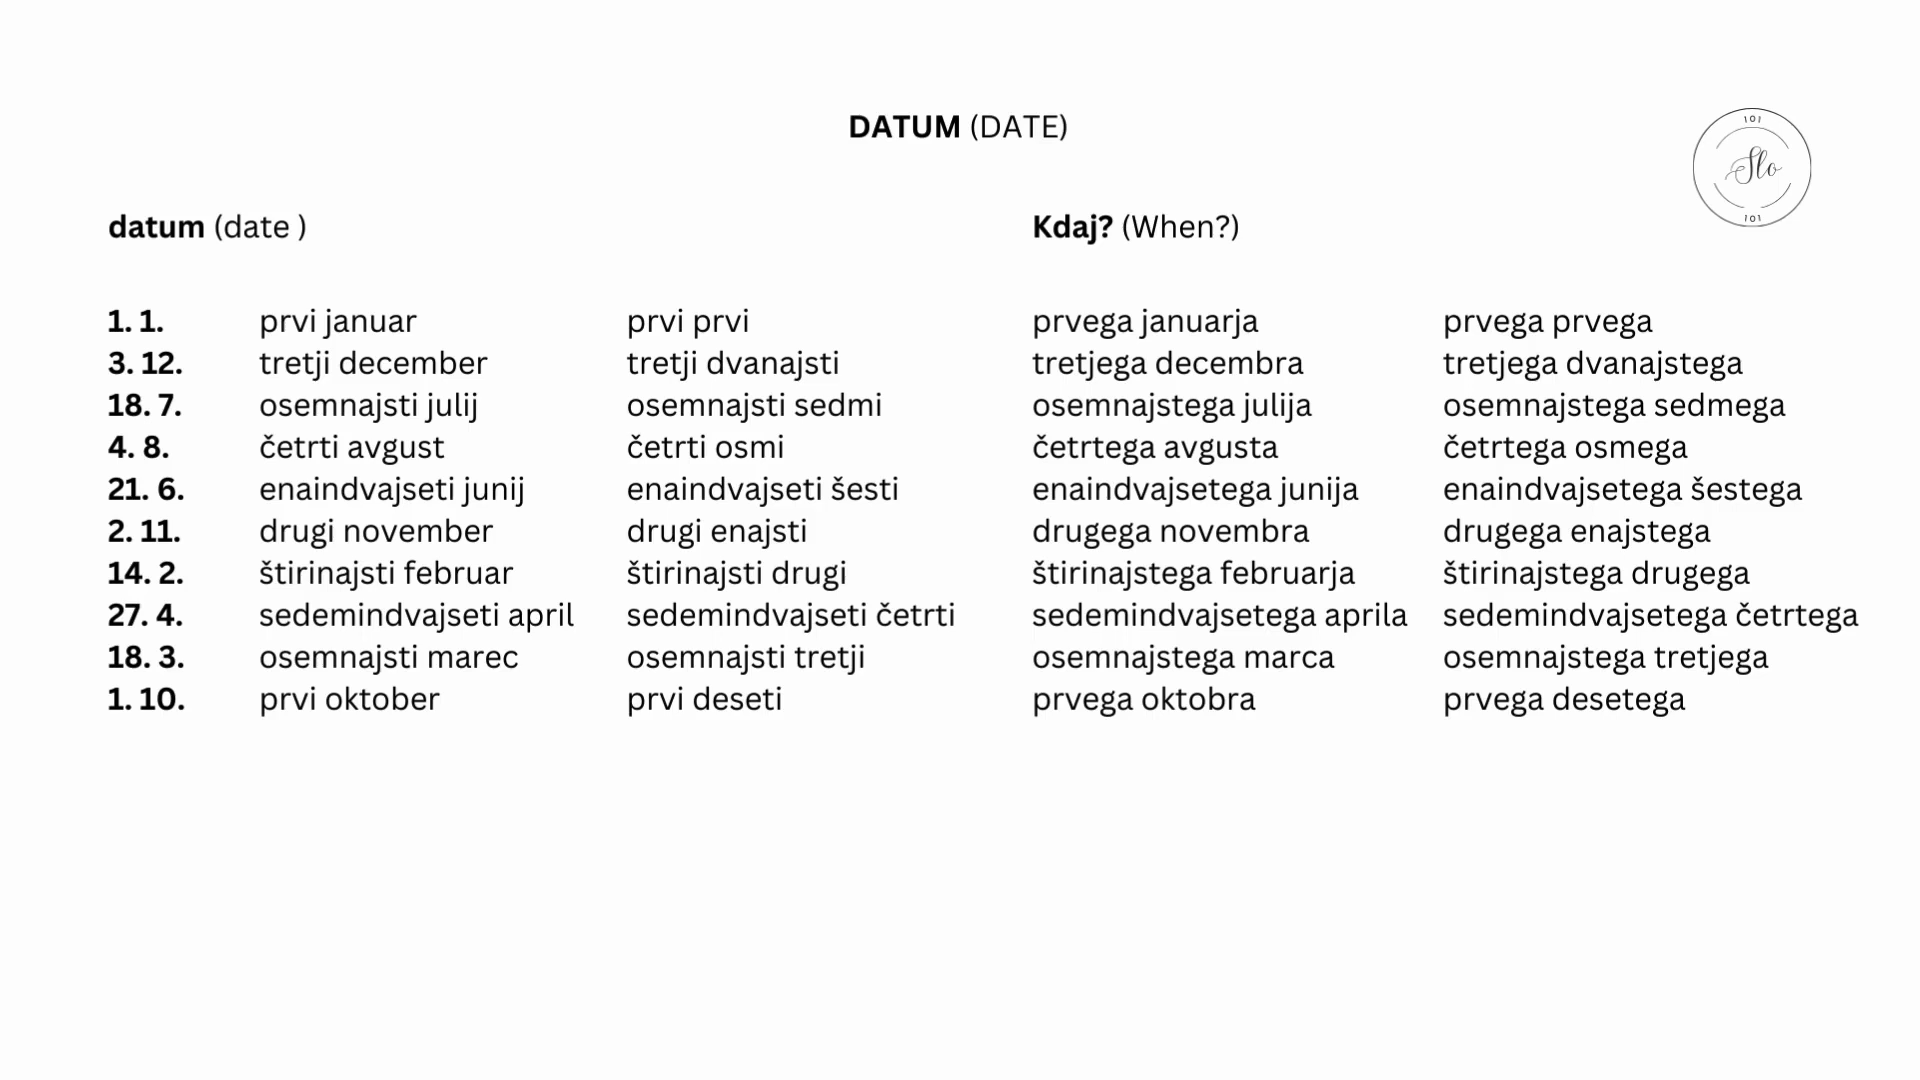 DATUM (DATE)
101
Slo
101
datum (date )
Kdaj? (When?)
1. 1. prvi januar prvi prvi prvega januarja prvega prvega
3. 12. tretji december tretji dvanajsti tretjega decembra tretjega dvanajstega
18. 7. osemnajsti julij osemnajsti sedmi osemnajstega julija osemnajstega sedmega
4. 8. četrti avgust četrti osmi četrtega avgusta četrtega osmega
21. 6. enaindvajseti junij enaindvajseti šesti enaindvajsetega junija enaindvajsetega šestega
2. 11. drugi november drugi enajsti drugega novembra drugega enajstega
14. 2. štirinajsti februar štirinajsti drugi štirinajstega februarja štirinajstega drugega
27. 4. sedemindvajseti april sedemindvajseti četrti sedemindvajsetega aprila sedemindvajsetega četrtega
18. 3. osemnajsti marec osemnajsti tretji osemnajstega marca osemnajstega tretjega
1. 10. prvi oktober prvi deseti prvega oktobra prvega desetega